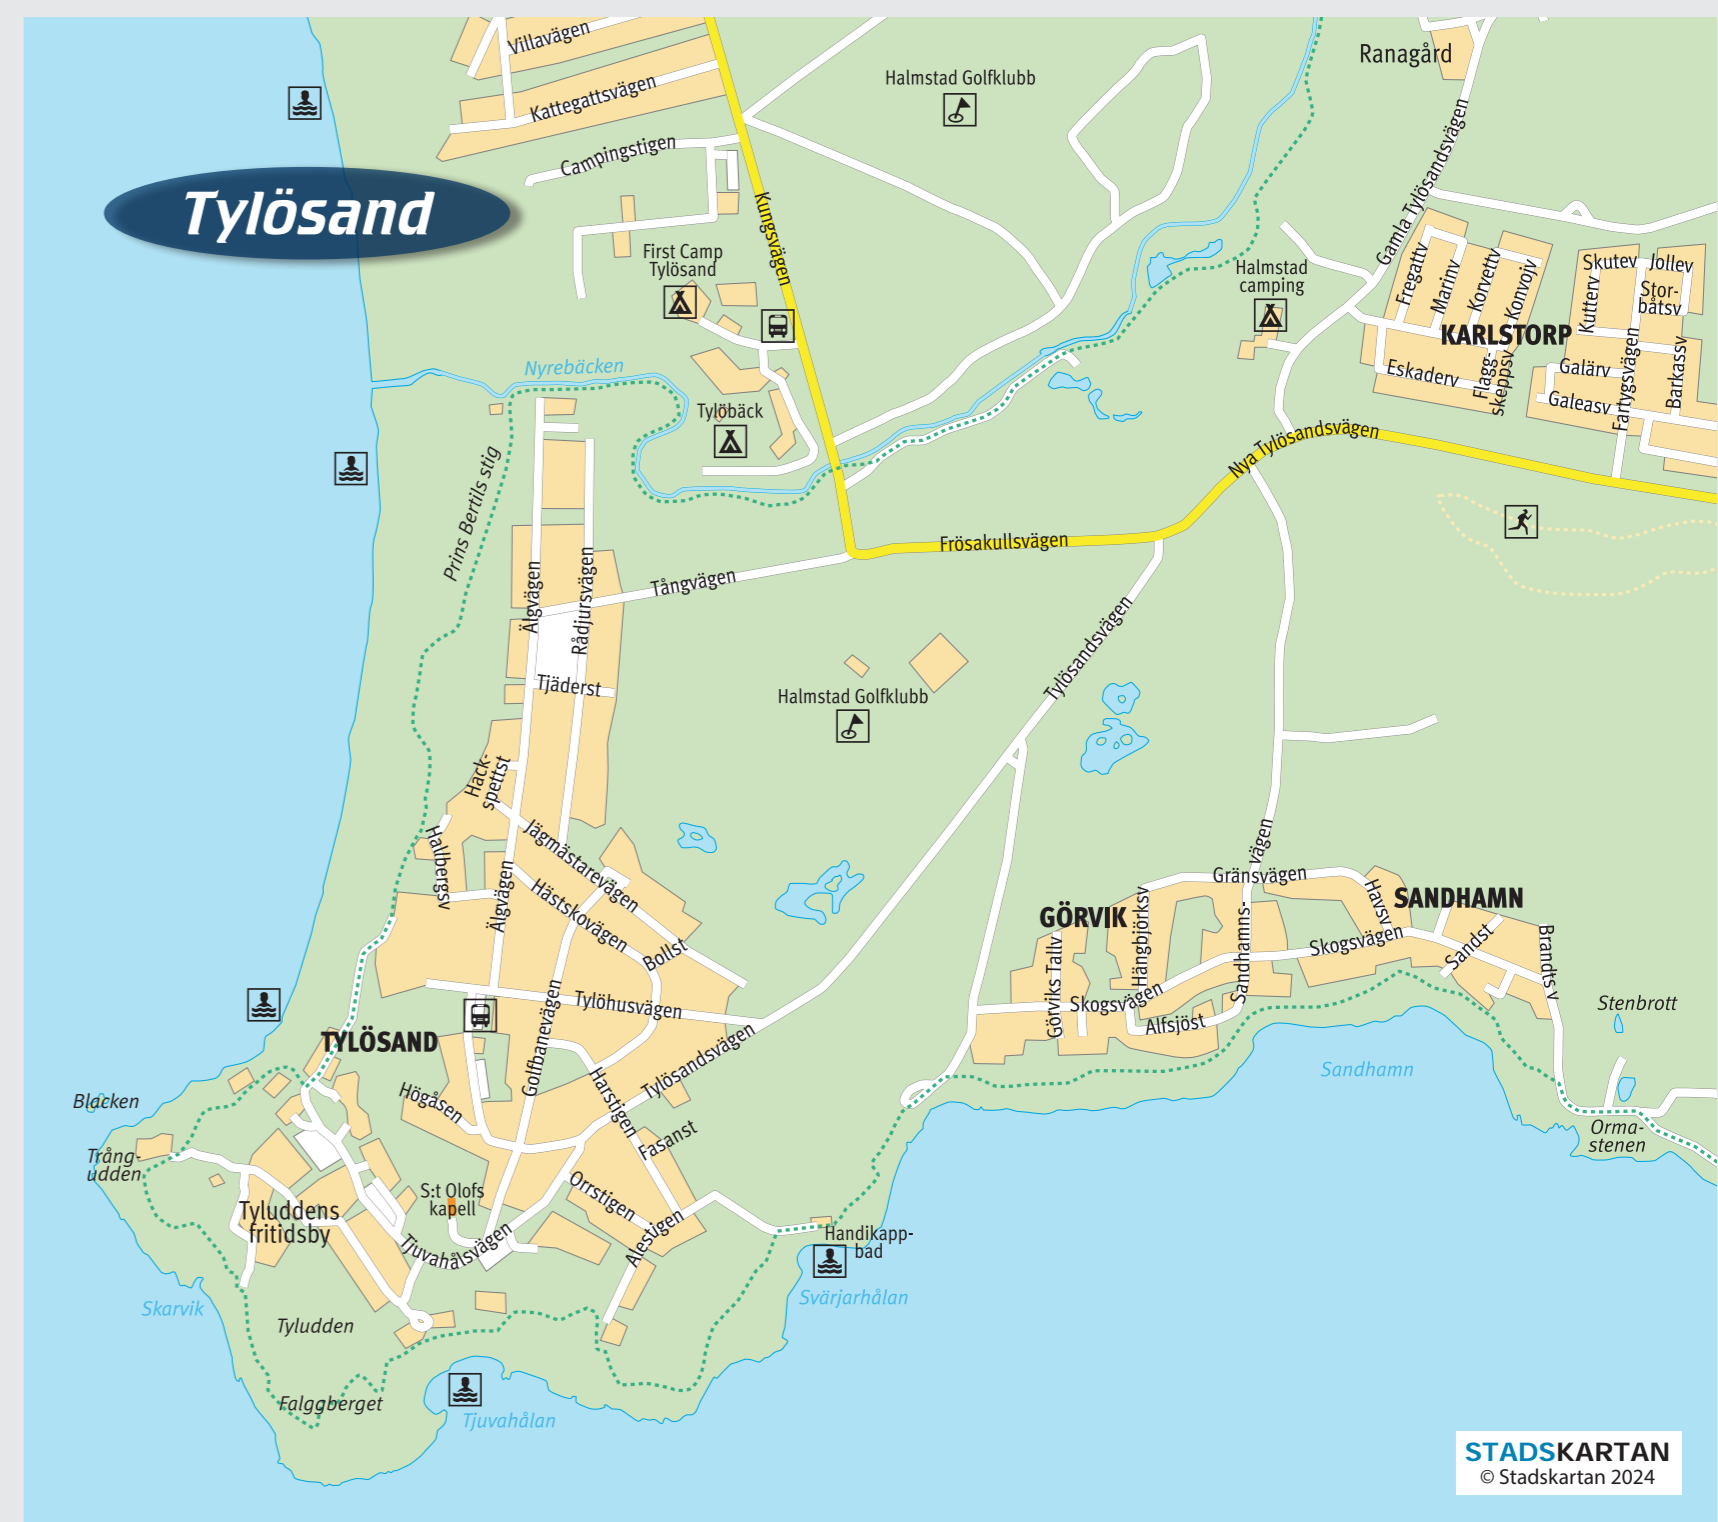 Villavägen
Kattegattsvägen
Campingstigen
Halmstad Golfklubb
Ranagård
Tylösand
Kungsvägen
First Camp
Tylösand
Gamla Tylösandsvägen
Halmstad
camping
Fregattv
Marinv
Korvettv
Konvojv
KARLSTORP
Eskaderv
Flagg-
skeppsv
Skutev
Jollev
Kutterv
Stor-
båtsv
Galärv
Galeasv
Fartygsvägen
Barkassv
Nyrebäcken
Tylöbäck
Nya Tylösandsvägen
Prins Bertils stig
Frösakullsvägen
Tångvägen
Älgvägen
Rådjursvägen
Tjäderst
Tylösandsvägen
Halmstad Golfklubb
Hack-
spettst
Hallbergsv
Jägmästarevägen
Älgvägen
Hästskovägen
Bollst
Tylöhusvägen
Golfbanevägen
Tylösandsvägen
TYLÖSAND
Högåsen
Harstigen
Fasanst
Orrstigen
Alestigen
S:t Olofs
kapell
Tjuvahålsvägen
Blacken
Trång-
udden
Tyluddens
fritidsby
Skarvik
Tyludden
Falggberget
Tjuvahålan
Handikapp-
bad
Svärjarhålan
GÖRVIK
Görviks Tallv
Hängbjörksv
Gränsvägen
Sandhamns-
vägen
Skogsvägen
Alfsjöst
Skogsvägen
Havsv
SANDHAMN
Sandst
Brandts v
Sandhamn
Stenbrott
Orma-
stenen
STADSKARTAN
© Stadskartan 2024